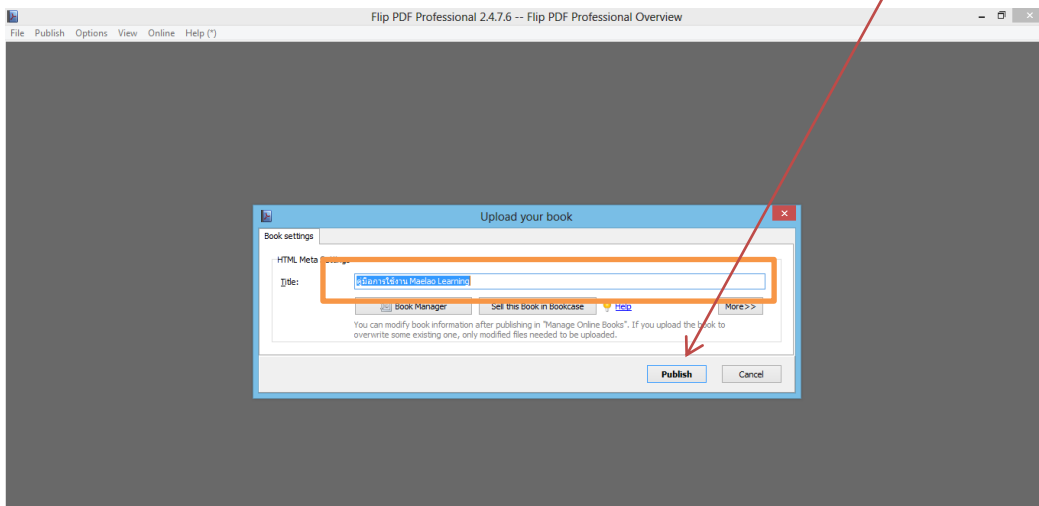 Flip PDF Professional 2.4.7.6 -- Flip PDF Professional Overview
File Publish Options View Online Help (*)
Upload your book
Book settings
HTML Meta Settings
Title: คู่มือการใช้งาน Maelao Learning
Book Manager Sell this Book in Bookcase Help More>>
You can modify book information after publishing in "Manage Online Books". If you upload the book to
overwrite some existing one, only modified files needed to be uploaded.
Publish Cancel